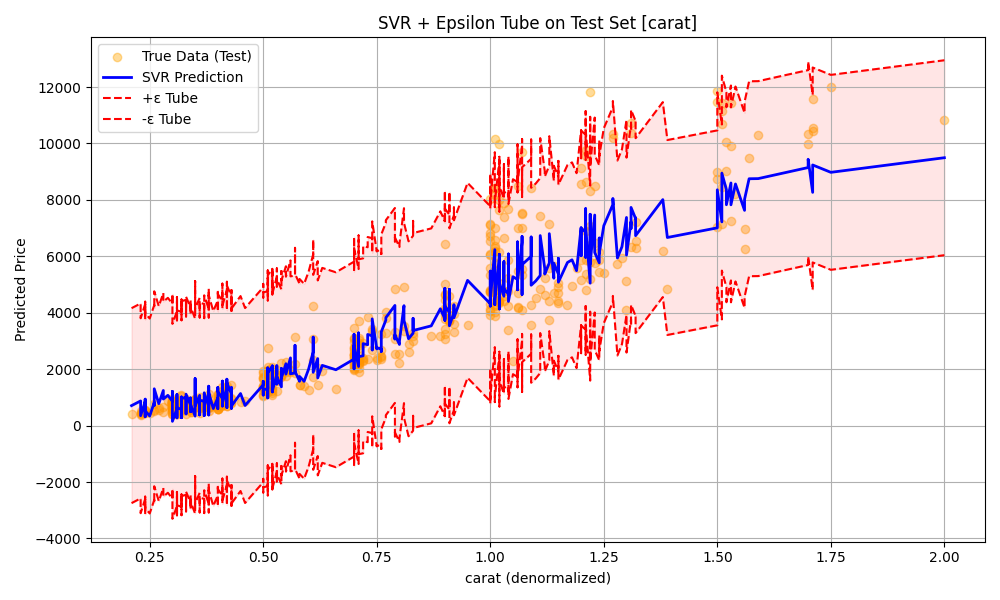 SVR + Epsilon Tube on Test Set [carat]
True Data (Test)
SVR Prediction
+ε Tube
-ε Tube
Predicted Price
12000
10000
8000
6000
4000
2000
0
−2000
−4000
0.25 0.50 0.75 1.00 1.25 1.50 1.75 2.00
carat (denormalized)